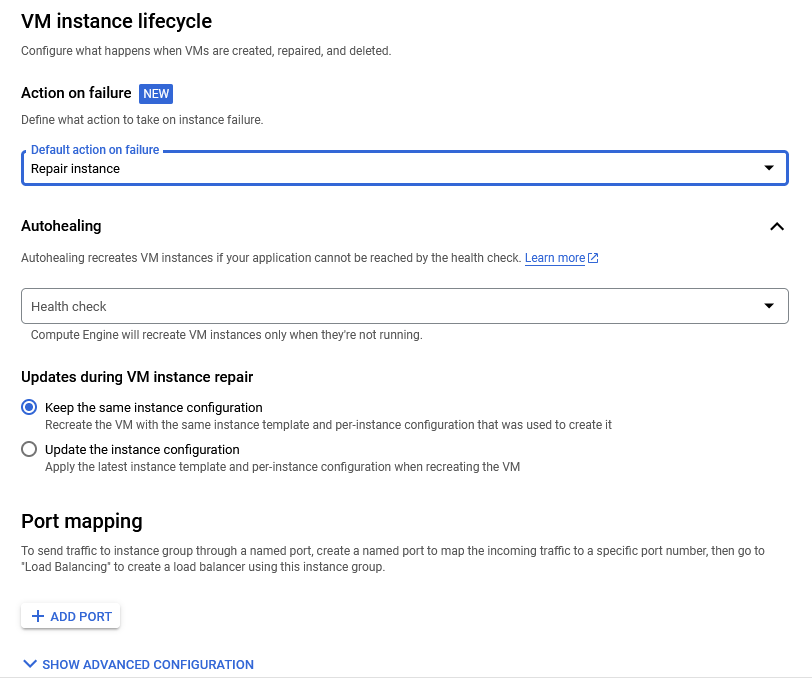 VM instance lifecycle
Configure what happens when VMs are created, repaired, and deleted.
Action on failure NEW
Define what action to take on instance failure.
Default action on failure
Repair instance
Autohealing
Autohealing recreates VM instances if your application cannot be reached by the health check. Learn more
Health check
Compute Engine will recreate VM instances only when they're not running.
Updates during VM instance repair
Keep the same instance configuration
Recreate the VM with the same instance template and per-instance configuration that was used to create it
Update the instance configuration
Apply the latest instance template and per-instance configuration when recreating the VM
Port mapping
To send traffic to instance group through a named port, create a named port to map the incoming traffic to a specific port number, then go to
"Load Balancing" to create a load balancer using this instance group.
ADD PORT
SHOW ADVANCED CONFIGURATION